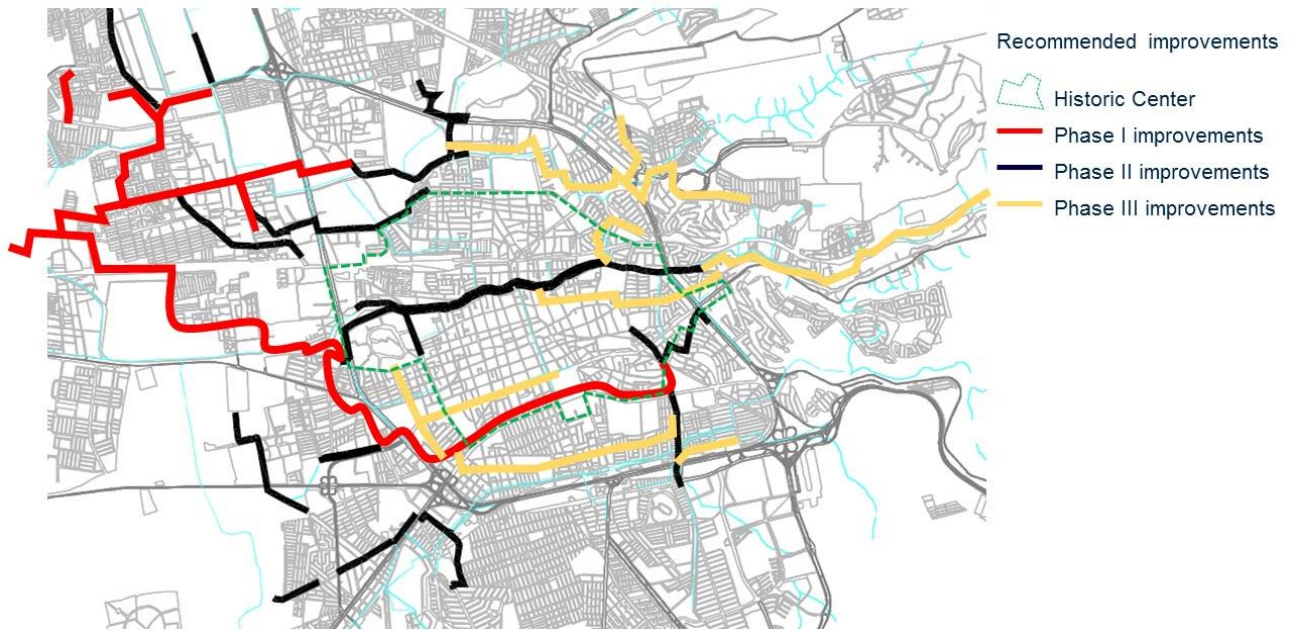 Recommended improvements
Historic Center
Phase I improvements
Phase II improvements
Phase III improvements